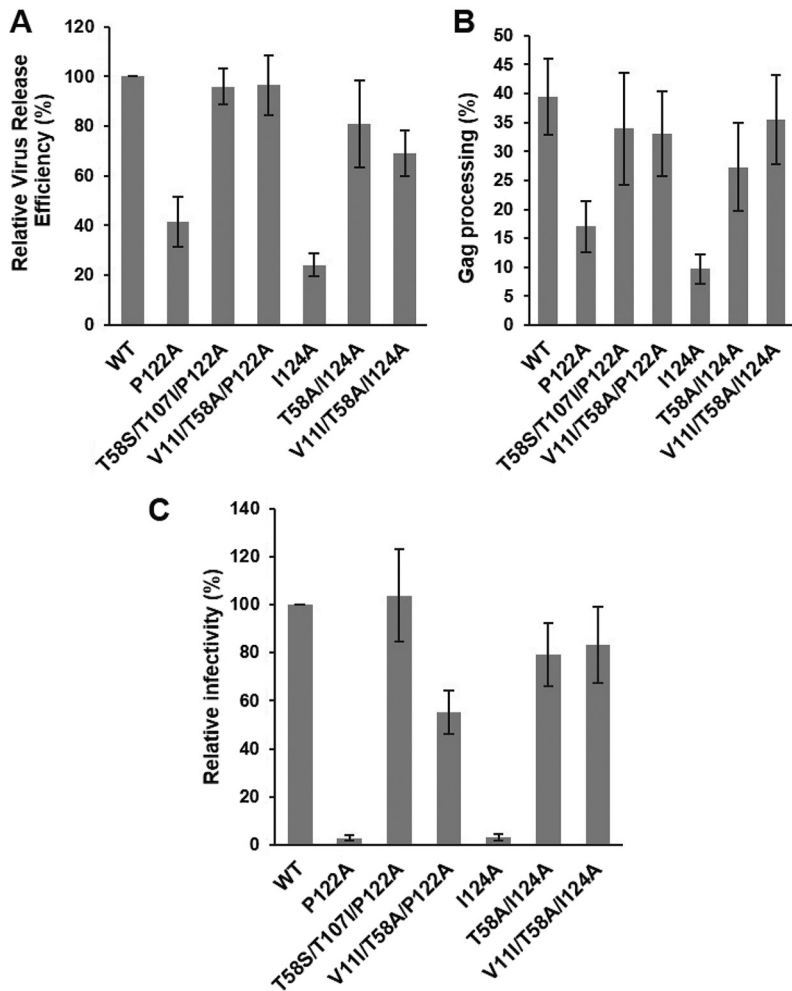 A
Relative Virus Release
Efficiency (%)
120
100
80
60
40
20
0
WT
P122A
T58S/T107I/P122A
V11I/T58A/P122A
I124A
T58A/I124A
V11I/T58A/I124A
B
Gag processing (%)
50
45
40
35
30
25
20
15
10
5
0
WT
P122A
T58S/T107I/P122A
V11I/T58A/P122A
I124A
T58A/I124A
V11I/T58A/I124A
C
Relative infectivity (%)
140
120
100
80
60
40
20
0
WT
P122A
T58S/T107I/P122A
V11I/T58A/P122A
I124A
T58A/I124A
V11I/T58A/I124A